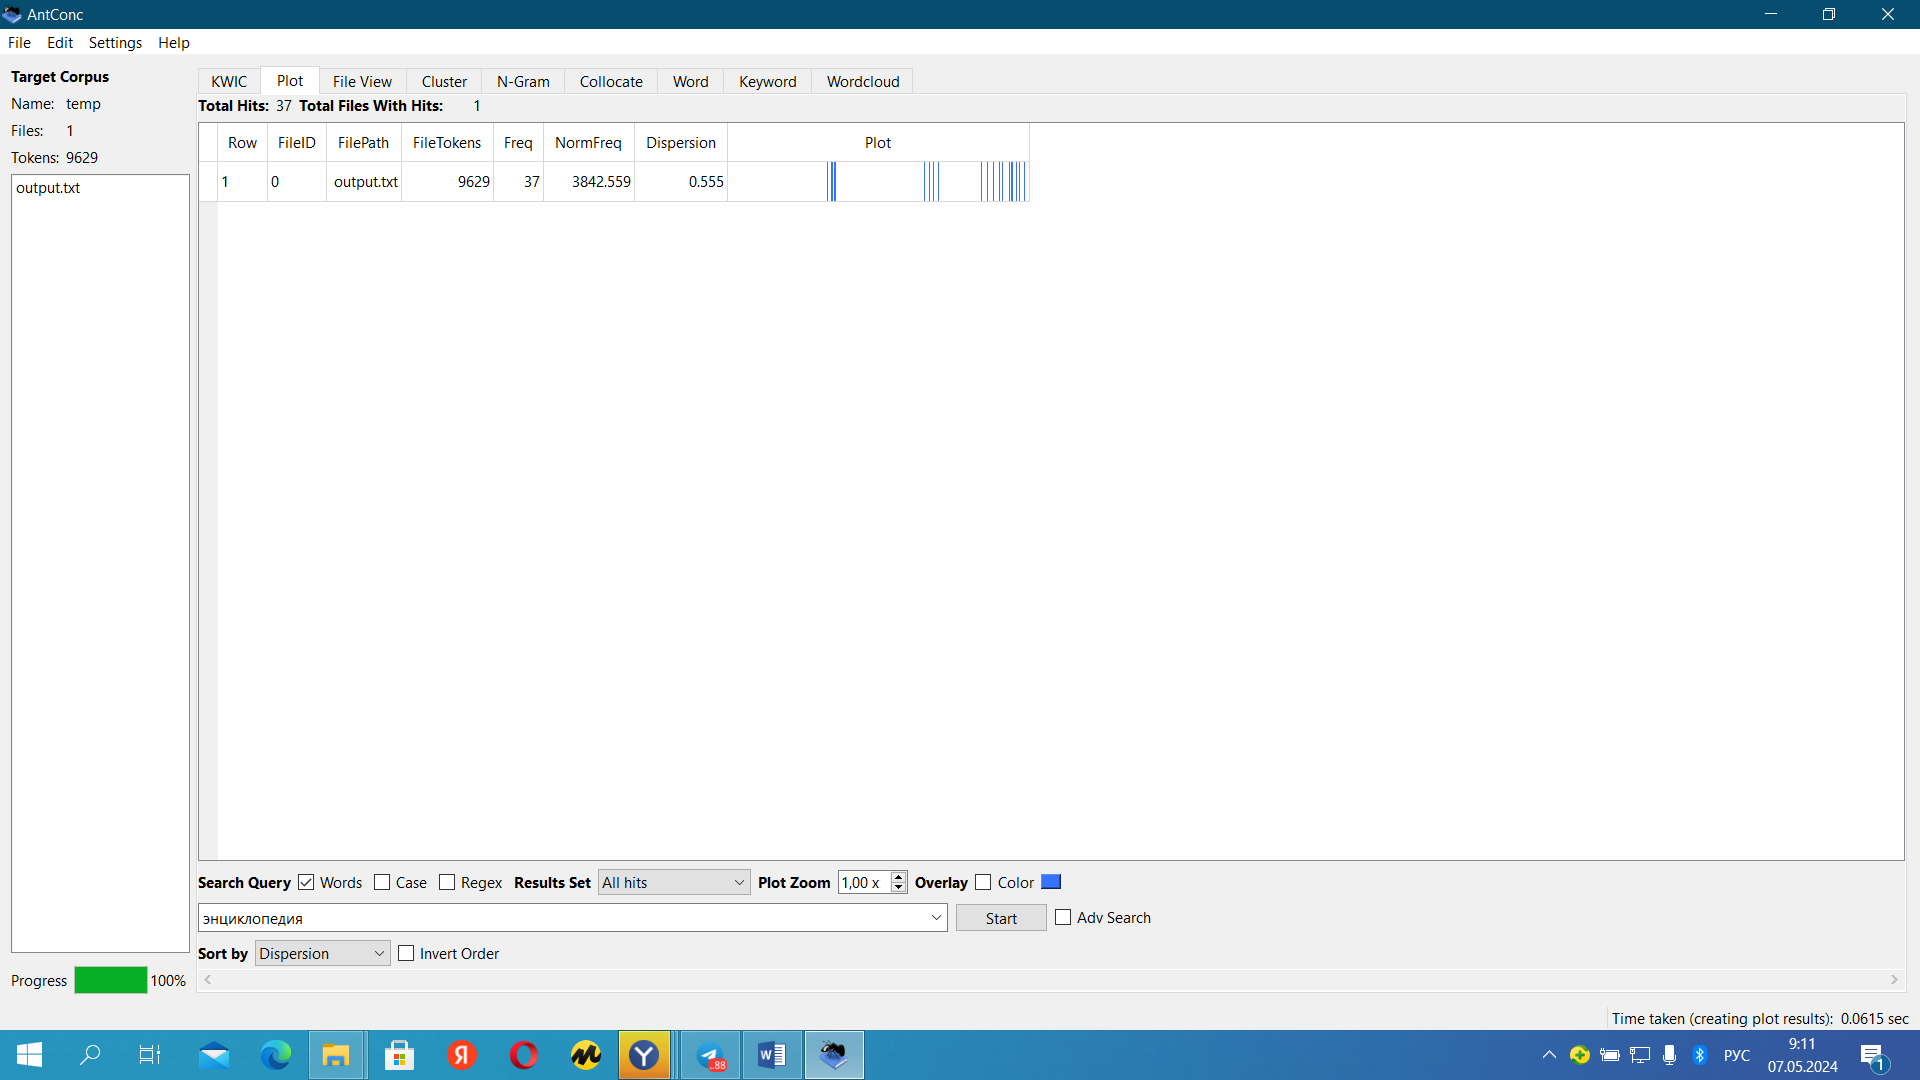 AntConc
File Edit Settings Help
Target Corpus
Name: temp
Files: 1
Tokens: 9629
output.txt
Progress 100%
KWIC Plot File View Cluster N-Gram Collocate Word Keyword Wordcloud
Total Hits: 37 Total Files With Hits: 1
Row FileID FilePath FileTokens Freq NormFreq Dispersion Plot
1 0 output.txt 9629 37 3842.559 0.555
Search Query Words Case Regex Results Set All hits Plot Zoom 1,00 x Overlay Color
энциклопедия Start Adv Search
Sort by Dispersion Invert Order
Time taken (creating plot results): 0.0615 sec
Я Y ..88 W РУС 9:11 1
07.05.2024